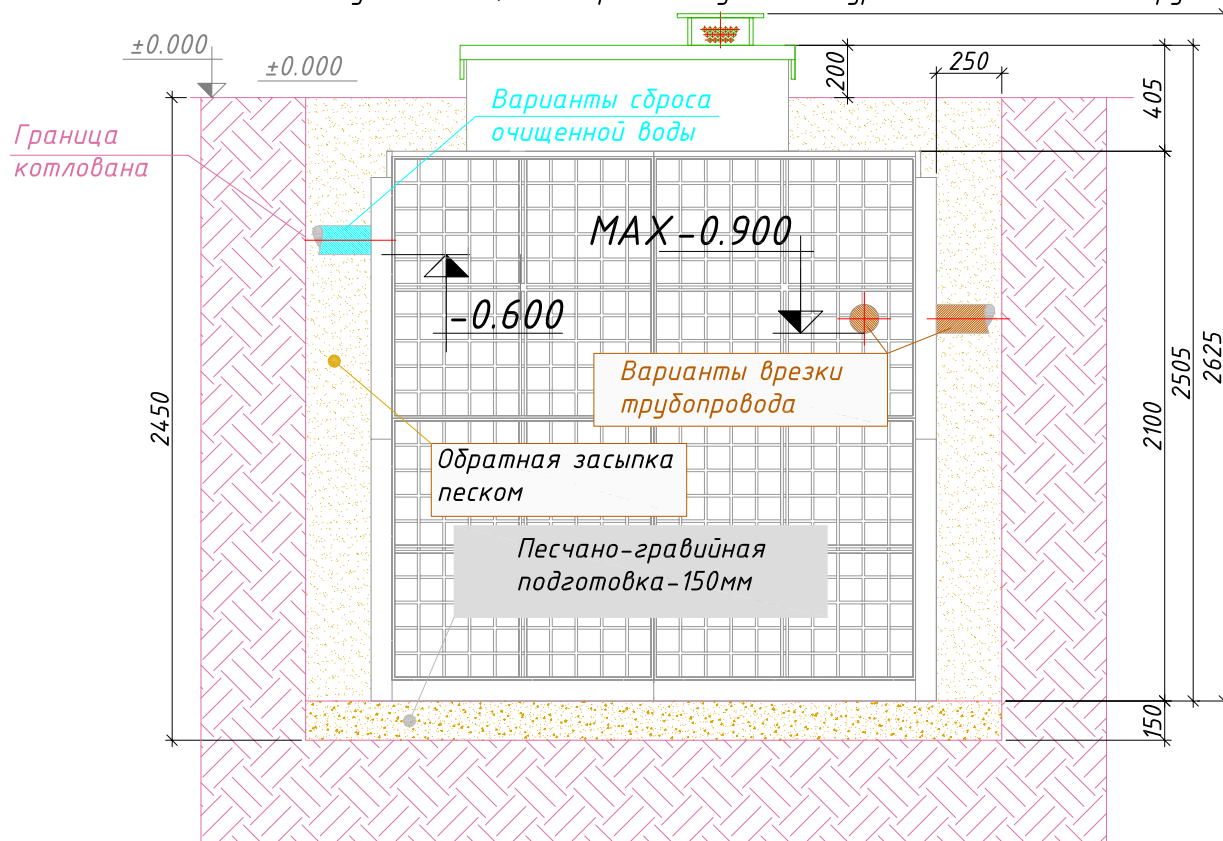 ±0.000
±0.000
Варианты сброса
очищенной воды
Граница
котлована
200
250
405
MAX-0.900
-0.600
Варианты врезки
трубопровода
2450
2100
2505
2625
Обратная засыпка
песком
Песчано-гравийная
подготовка-150мм
150